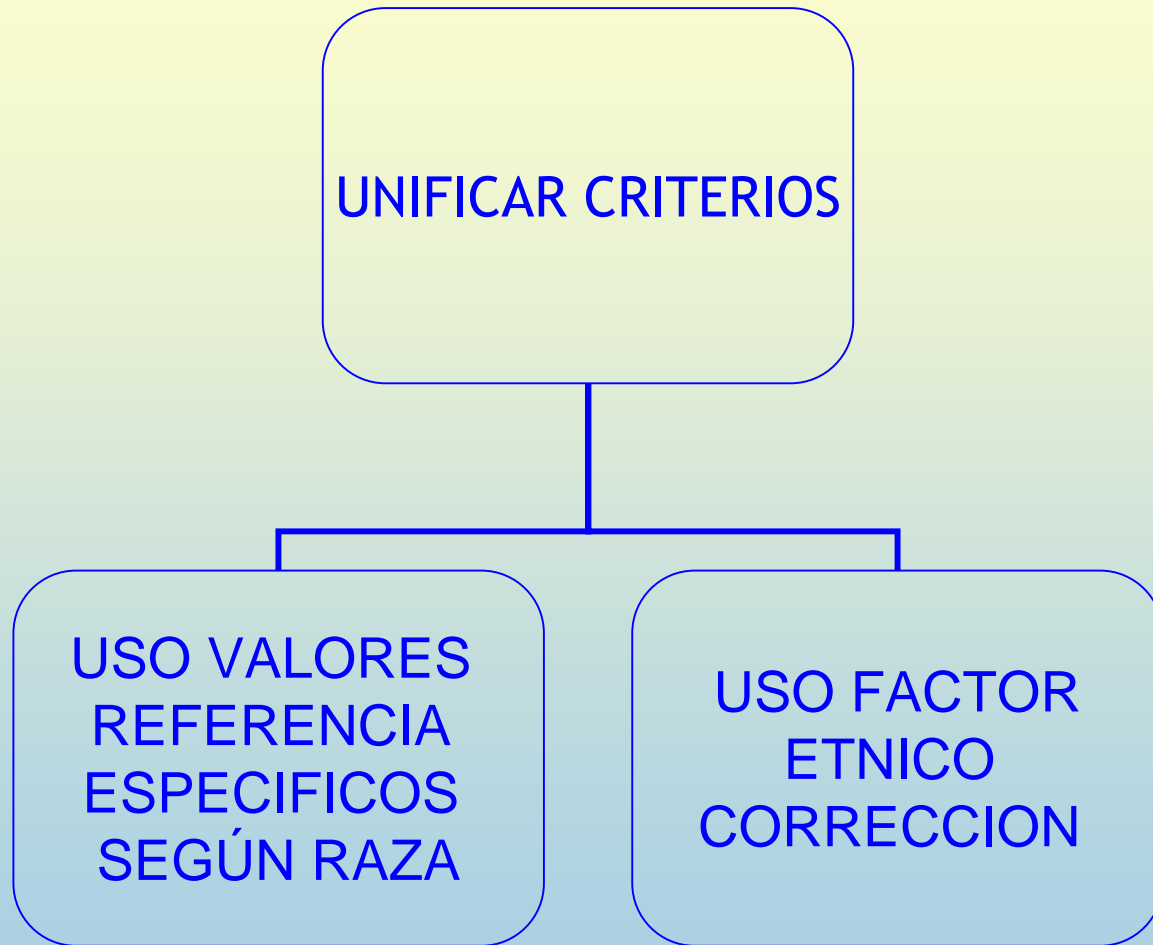 UNIFICAR CRITERIOS
USO VALORES
REFERENCIA
ESPECIFICOS
SEGÚN RAZA
USO FACTOR
ETNICO
CORRECCION